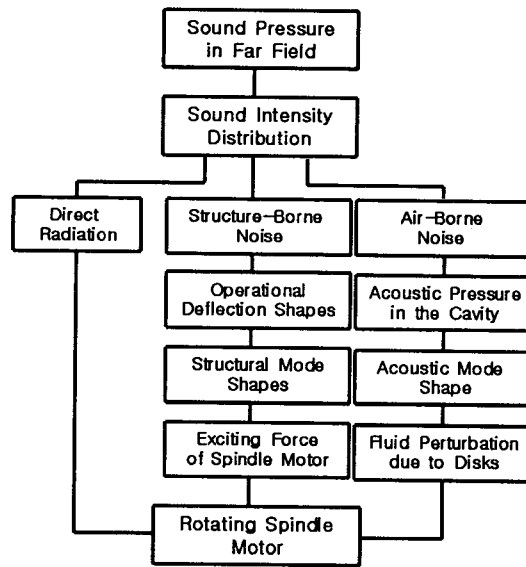 Sound Pressure
in Far Field
Sound Intensity
Distribution
Direct
Radiation
Structure-Borne
Noise
Air-Borne
Noise
Operational
Deflection Shapes
Acoustic Pressure
in the Cavity
Structural Mode
Shapes
Acoustic Mode
Shape
Exciting Force
of Spindle Motor
Fluid Perturbation
due to Disks
Rotating Spindle
Motor